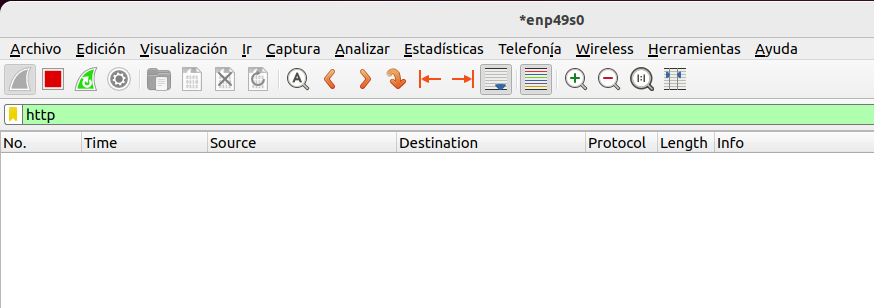 *enp49s0
Archivo Edición Visualización Ir Captura Analizar Estadísticas Telefonía Wireless Herramientas Ayuda
http
No. Time Source Destination Protocol Length Info